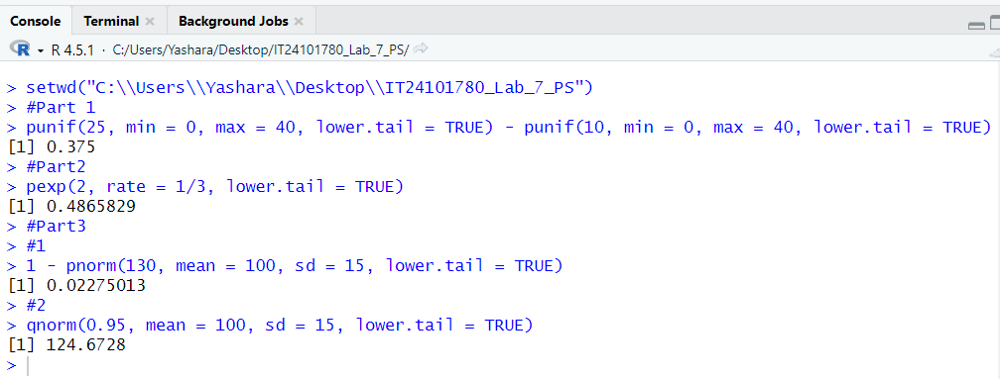 Console Terminal Background Jobs
R R 4.5.1 · C:/Users/Yashara/Desktop/IT24101780_Lab_7_PS/
> setwd("C:\\Users\\Yashara\\Desktop\\IT24101780_Lab_7_PS")
> #Part 1
> punif(25, min = 0, max = 40, lower.tail = TRUE) - punif(10, min = 0, max = 40, lower.tail = TRUE)
[1] 0.375
> #Part2
> pexp(2, rate = 1/3, lower.tail = TRUE)
[1] 0.4865829
> #Part3
> #1
> 1 - pnorm(130, mean = 100, sd = 15, lower.tail = TRUE)
[1] 0.02275013
> #2
> qnorm(0.95, mean = 100, sd = 15, lower.tail = TRUE)
[1] 124.6728
>